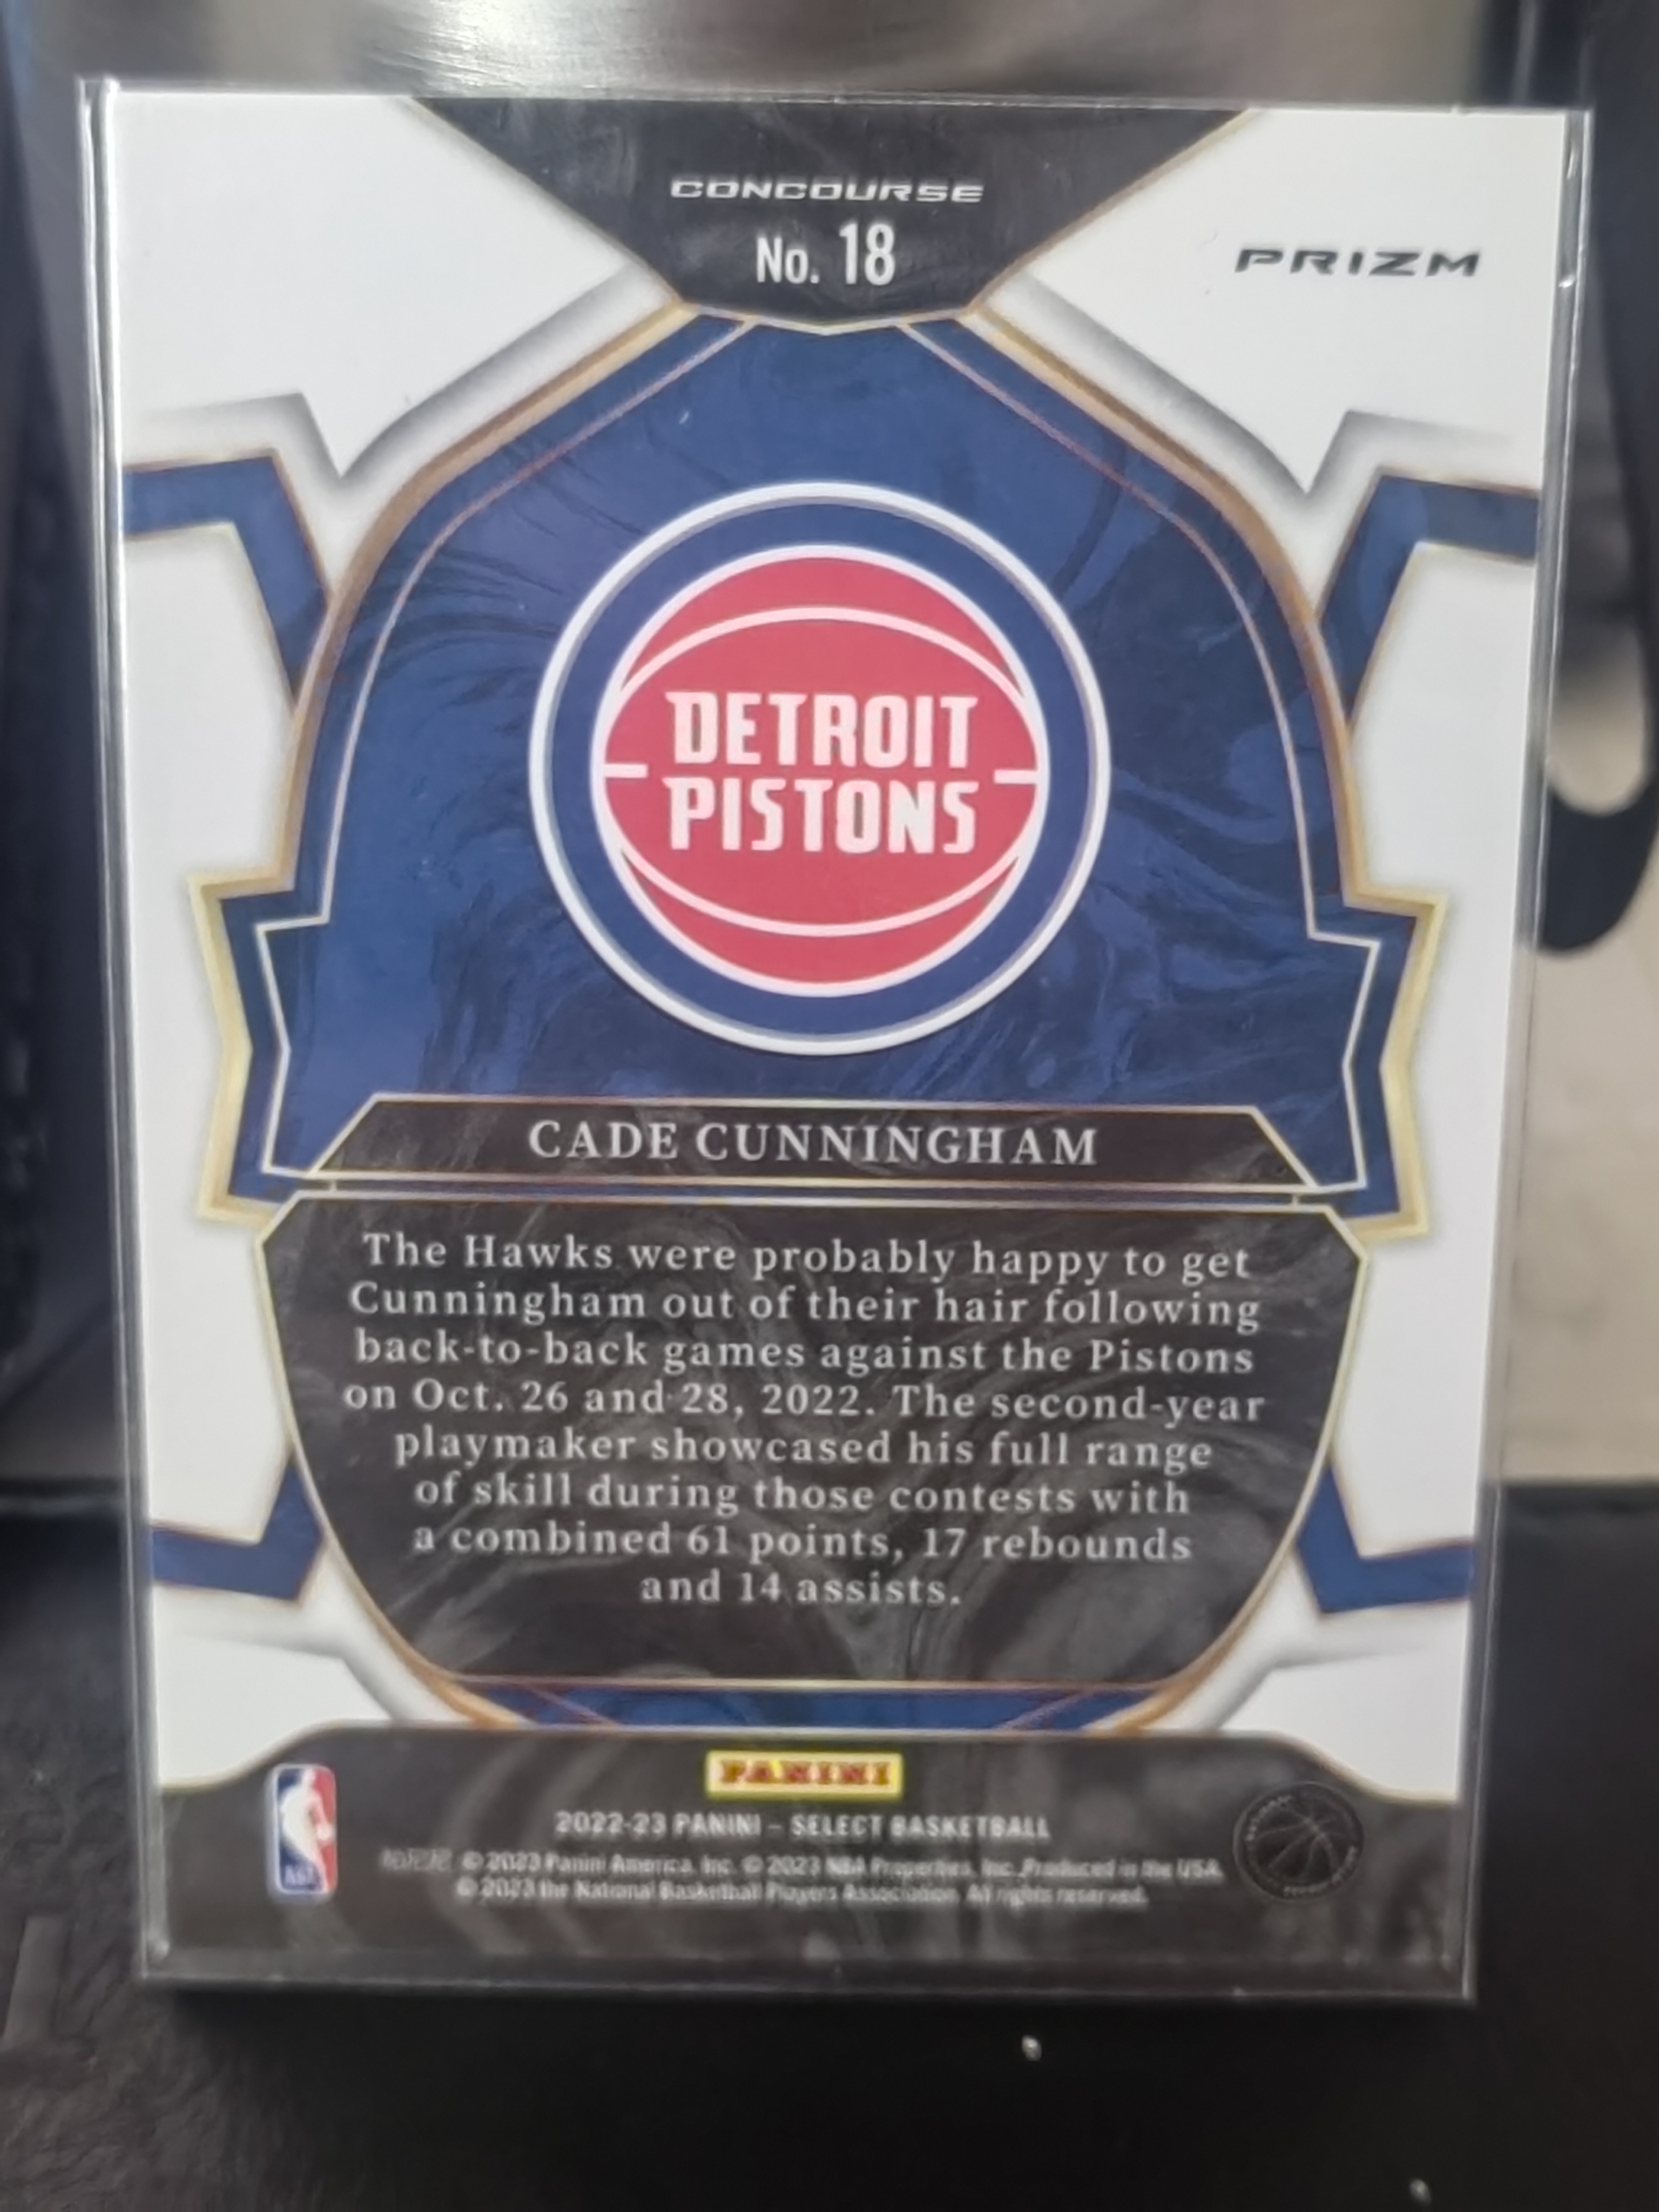 CONCOURSE
No. 18
PRIZM
DETROIT
PISTONS
CADE CUNNINGHAM
The Hawks were probably happy to get
Cunningham out of their hair following
back-to-back games against the Pistons
on Oct. 26 and 28, 2022. The second-year
playmaker showcased his full range
of skill during those contests with
a combined 61 points, 17 rebounds
and 14 assists.
PANINI
2022-23 PANINI – SELECT BASKETBALL
© 2023 Panini America, Inc. © 2023 NBA Properties, Inc. Produced in the USA.
© 2023 the National Basketball Players Association. All rights reserved.